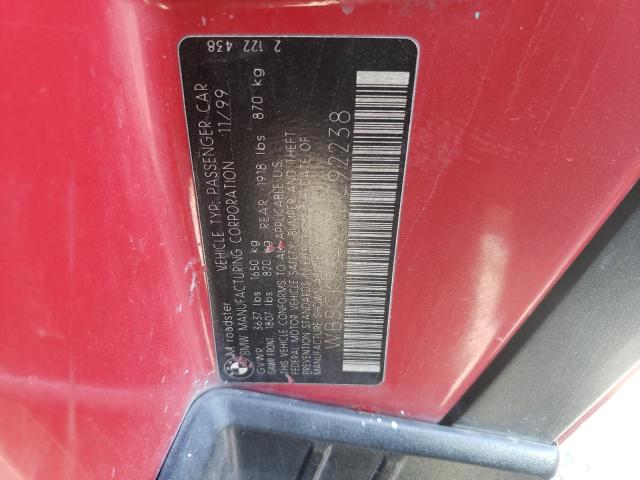 M roadster VEHICLE TYP: PASSENGER CAR
BMW MANUFACTURING CORPORATION 11/99
GVWR 3637 lbs 1650 kg
GAWR FRONT 1807 lbs 820 kg REAR 1918 lbs 870 kg
THIS VEHICLE CONFORMS TO ALL APPLICABLE U.S.
FEDERAL MOTOR VEHICLE SAFETY, BUMPER AND THEFT
PREVENTION STANDARDS IN EFFECT ON THE DATE OF
MANUFACTURE SHOWN
92238
2 122 438